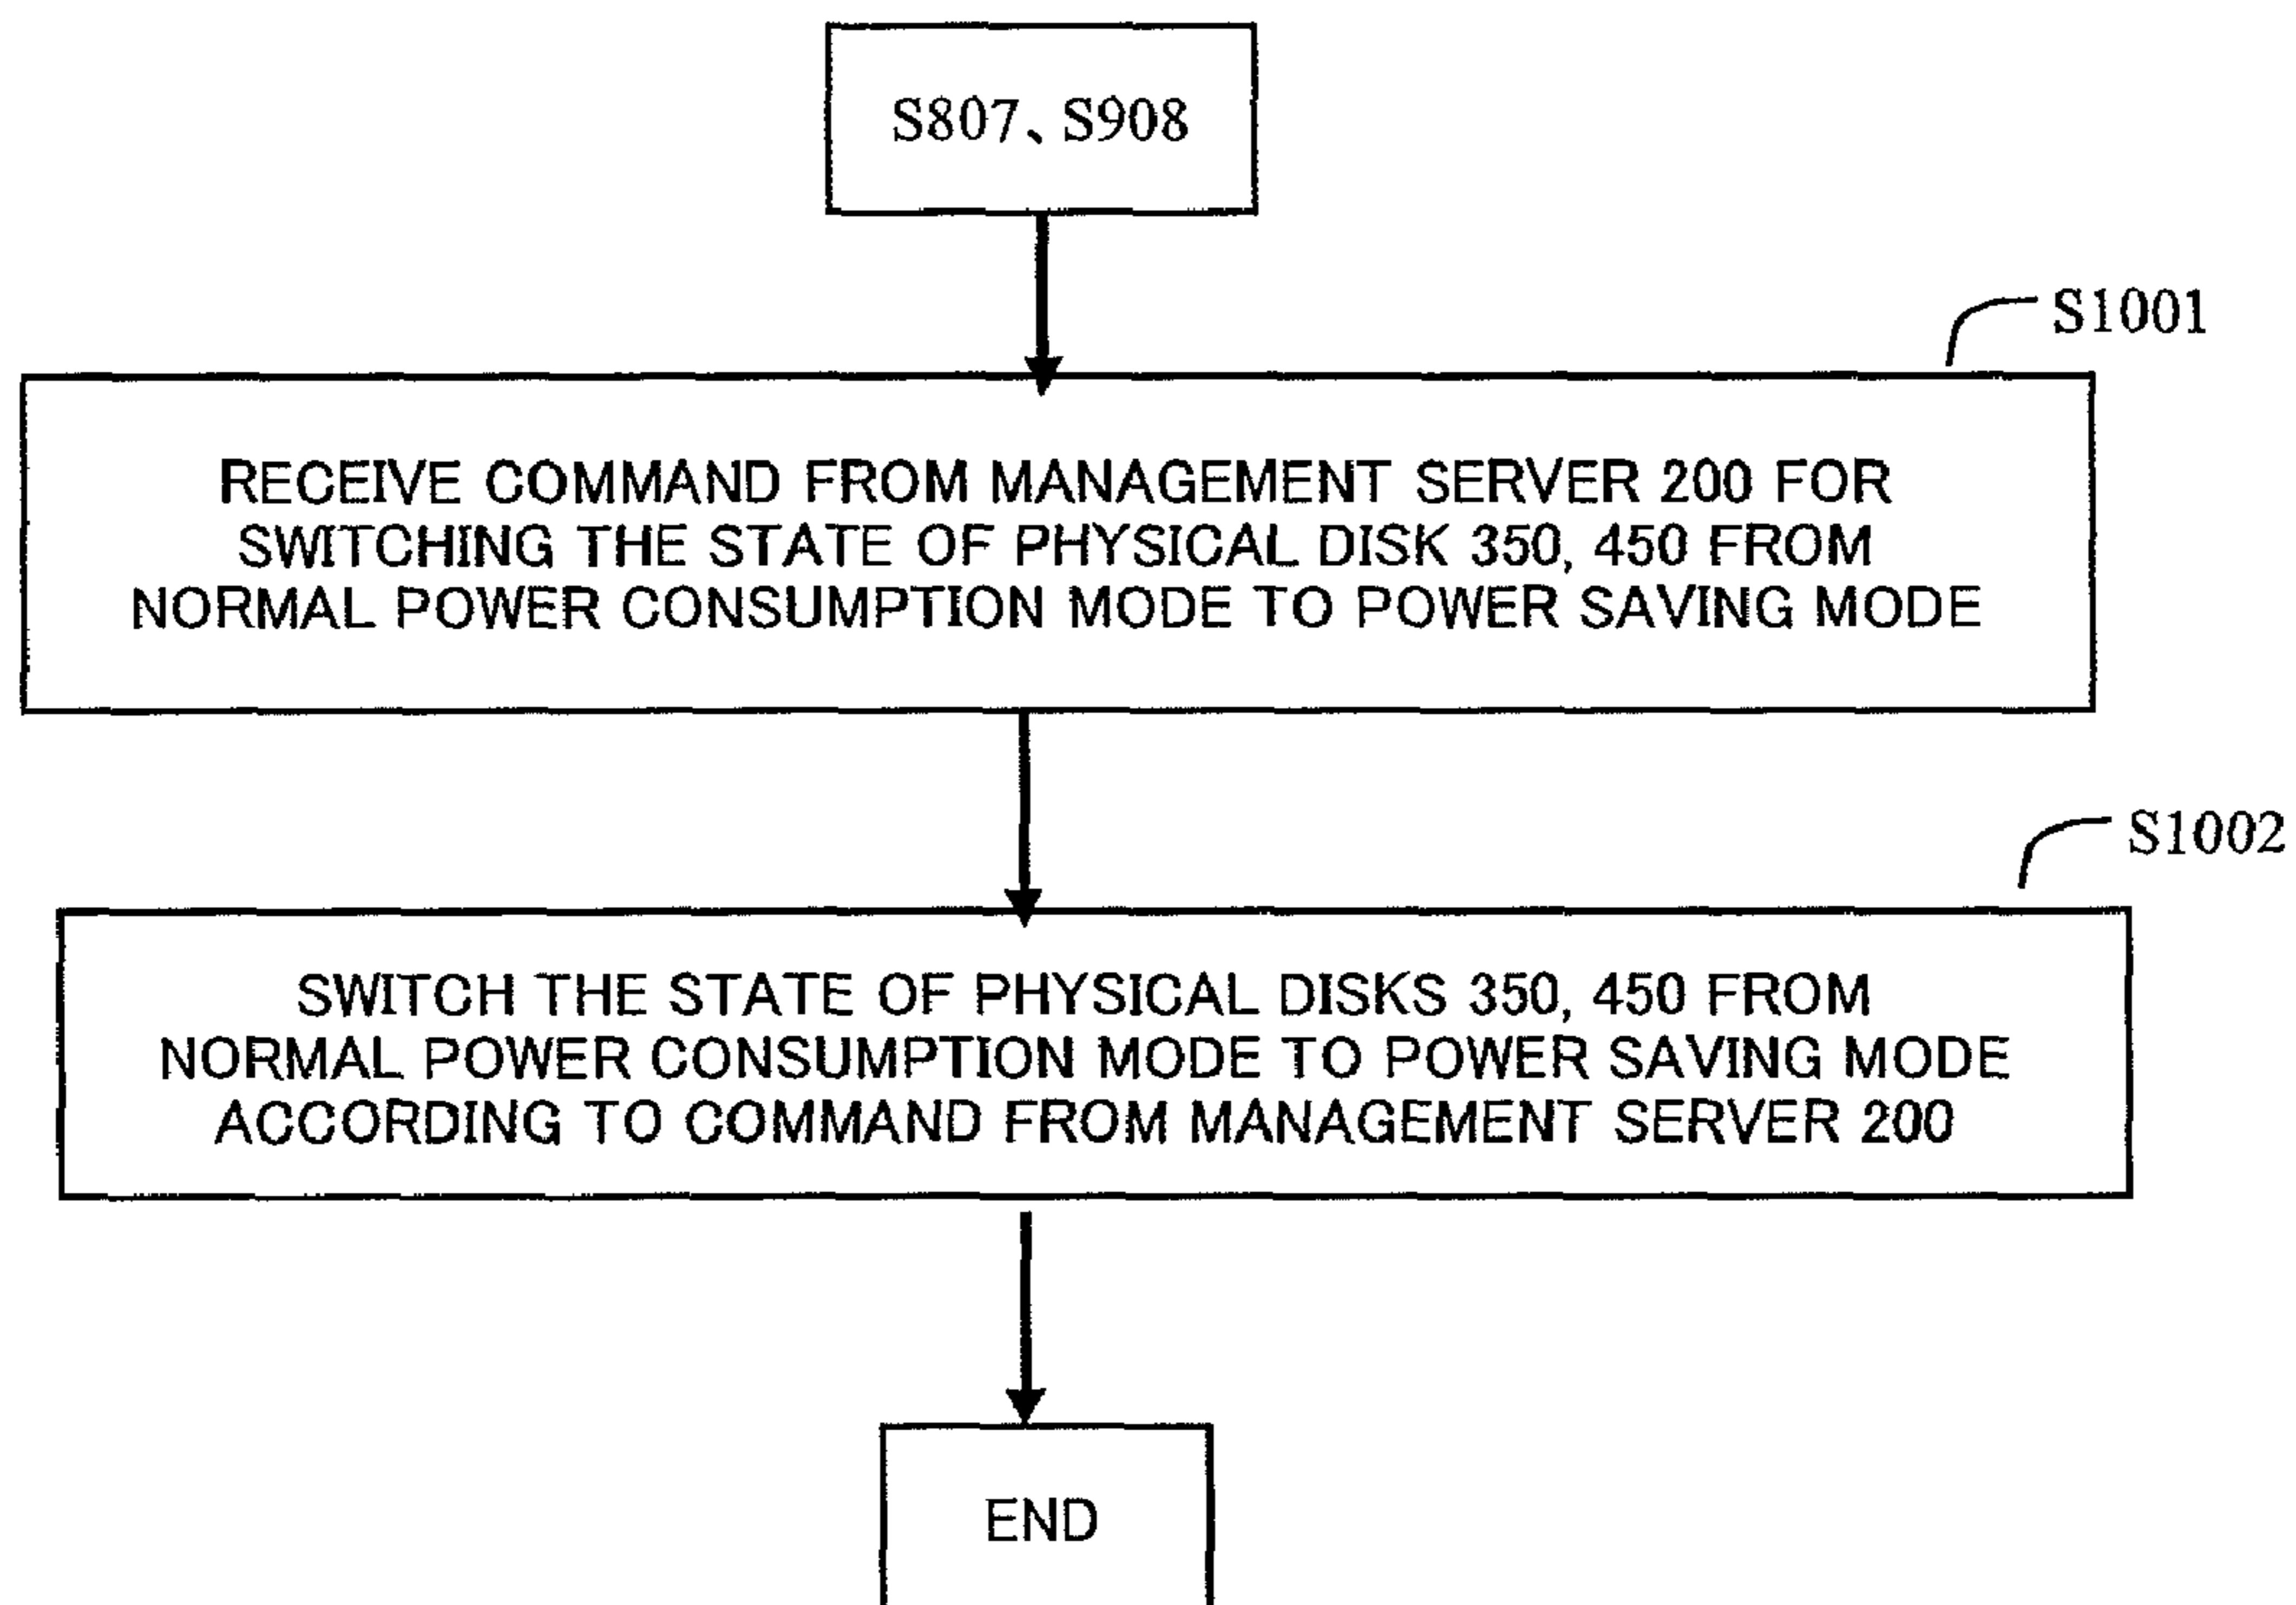 S807、S908
S1001
RECEIVE COMMAND FROM MANAGEMENT SERVER 200 FOR
SWITCHING THE STATE OF PHYSICAL DISK 350, 450 FROM
NORMAL POWER CONSUMPTION MODE TO POWER SAVING MODE
S1002
SWITCH THE STATE OF PHYSICAL DISKS 350, 450 FROM
NORMAL POWER CONSUMPTION MODE TO POWER SAVING MODE
ACCORDING TO COMMAND FROM MANAGEMENT SERVER 200
END